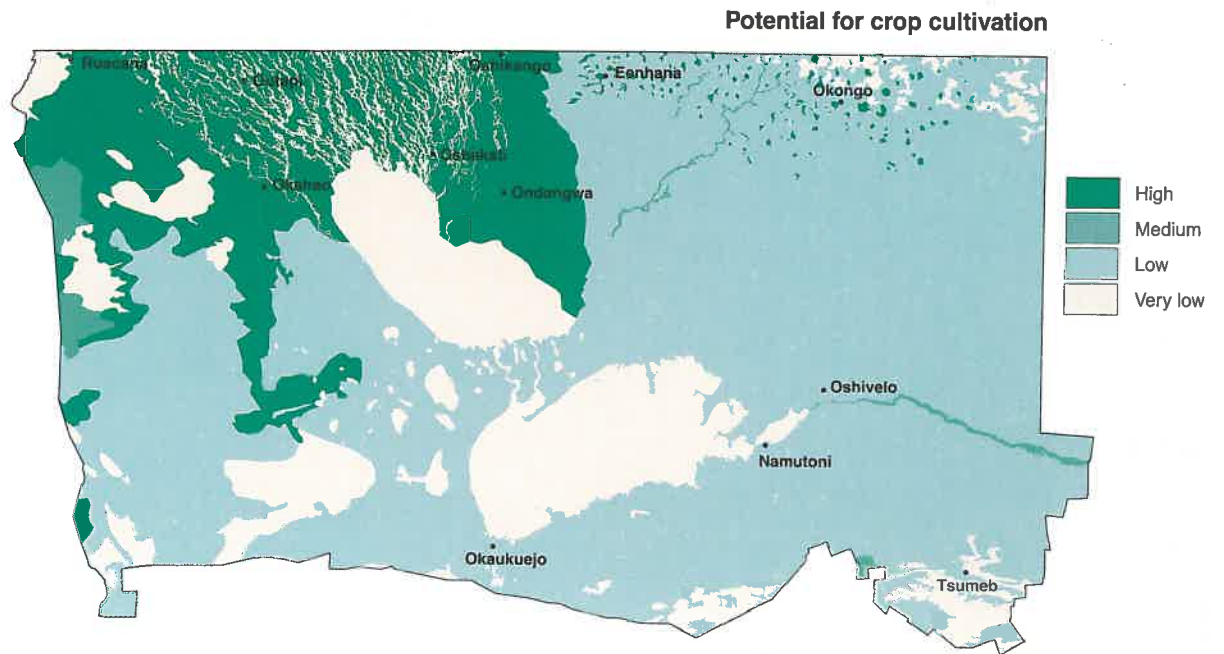 Potential for crop cultivation
Ruacana
Outapi
Oshikango
Eenhana
Okongo
Oshakati
Okahao
Ondangwa
High
Medium
Low
Very low
Oshivelo
Namutoni
Okaukuejo
Tsumeb